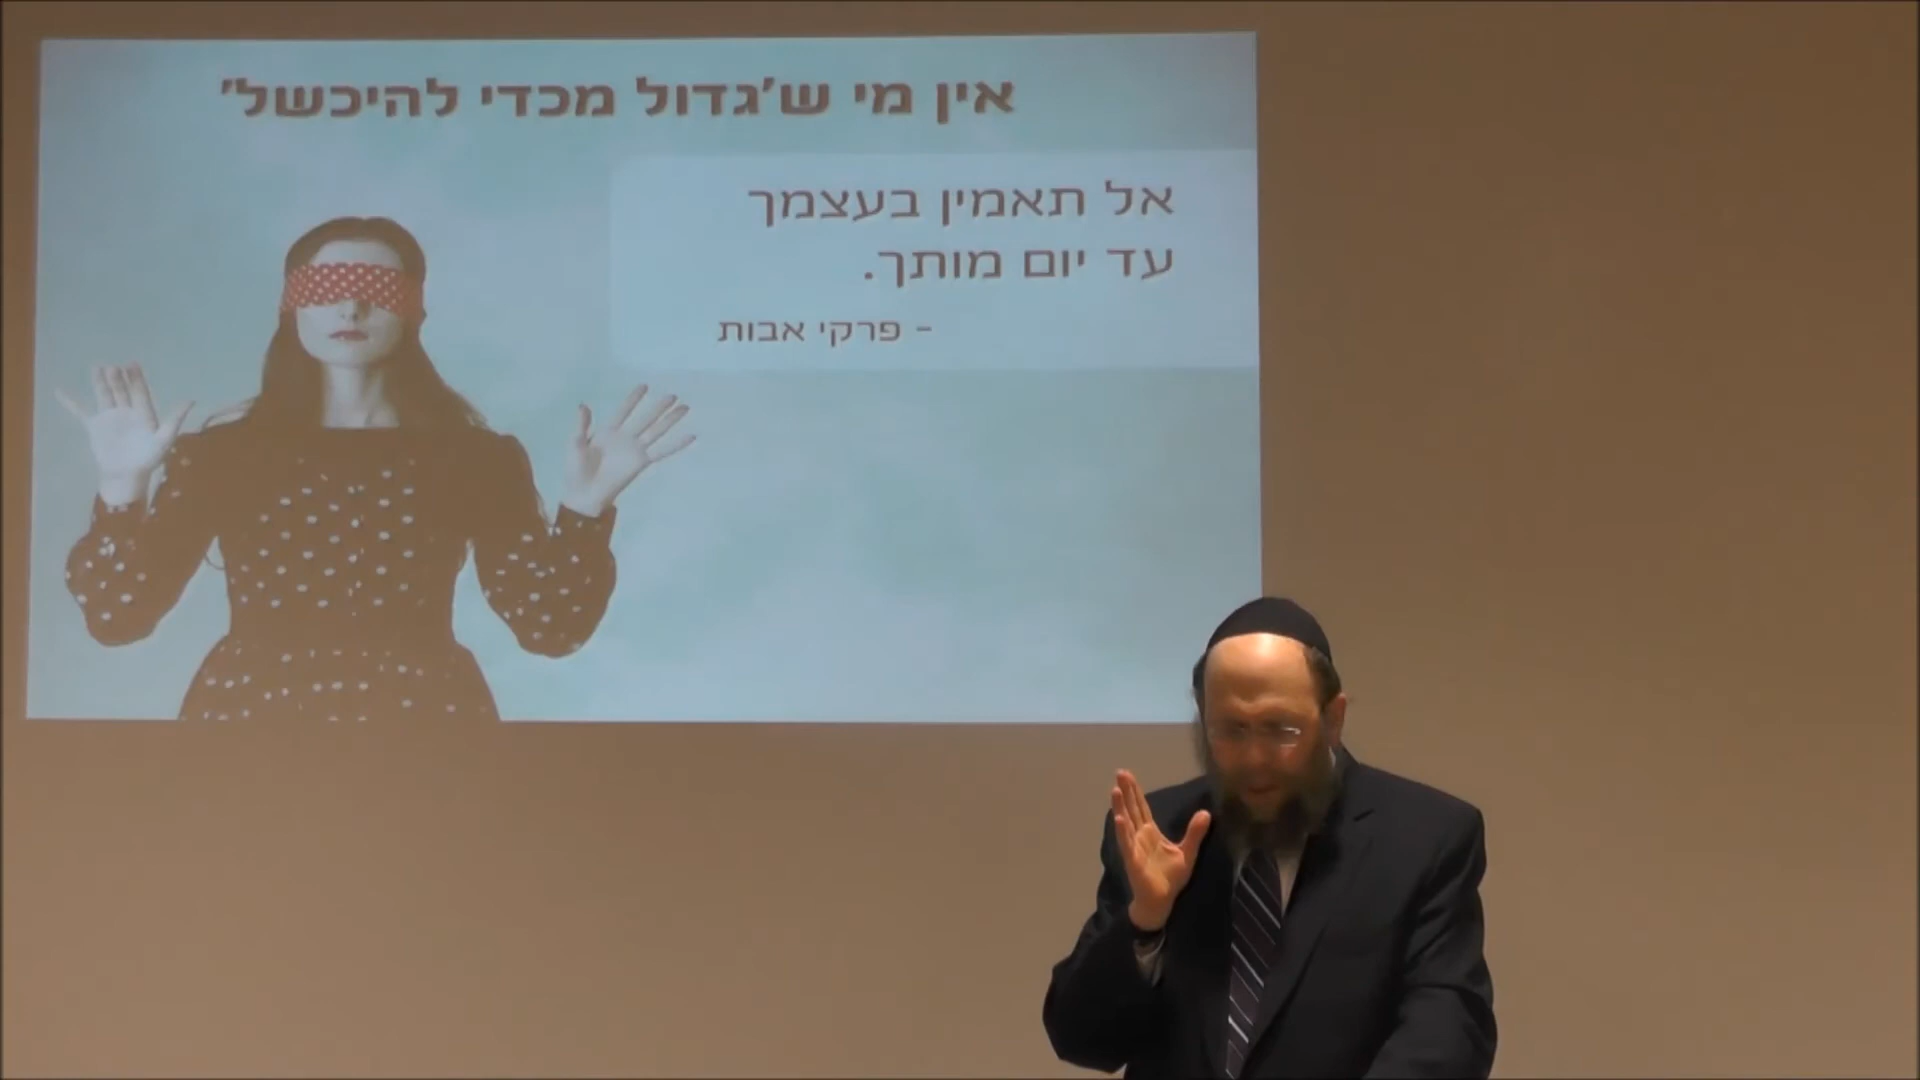 אין מי ש'גדול מכדי להיכשל'
אל תאמין בעצמך
עד יום מותך.
- פרקי אבות